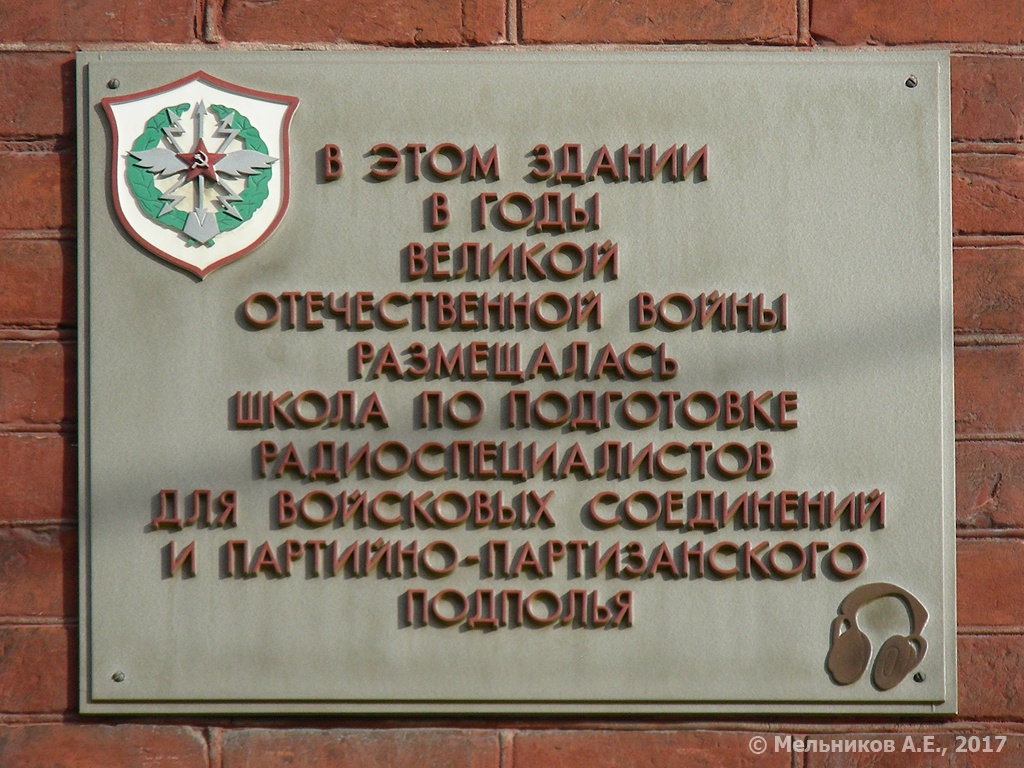 В ЭТОМ ЗДАНИИ
В ГОДЫ
ВЕЛИКОЙ
ОТЕЧЕСТВЕННОЙ ВОЙНЫ
РАЗМЕЩАЛАСЬ
ШКОЛА ПО ПОДГОТОВКЕ
РАДИОСПЕЦИАЛИСТОВ
ДЛЯ ВОЙСКОВЫХ СОЕДИНЕНИЙ
И ПАРТИЙНО-ПАРТИЗАНСКОГО
ПОДПОЛЬЯ
© Мельников А.Е., 2017